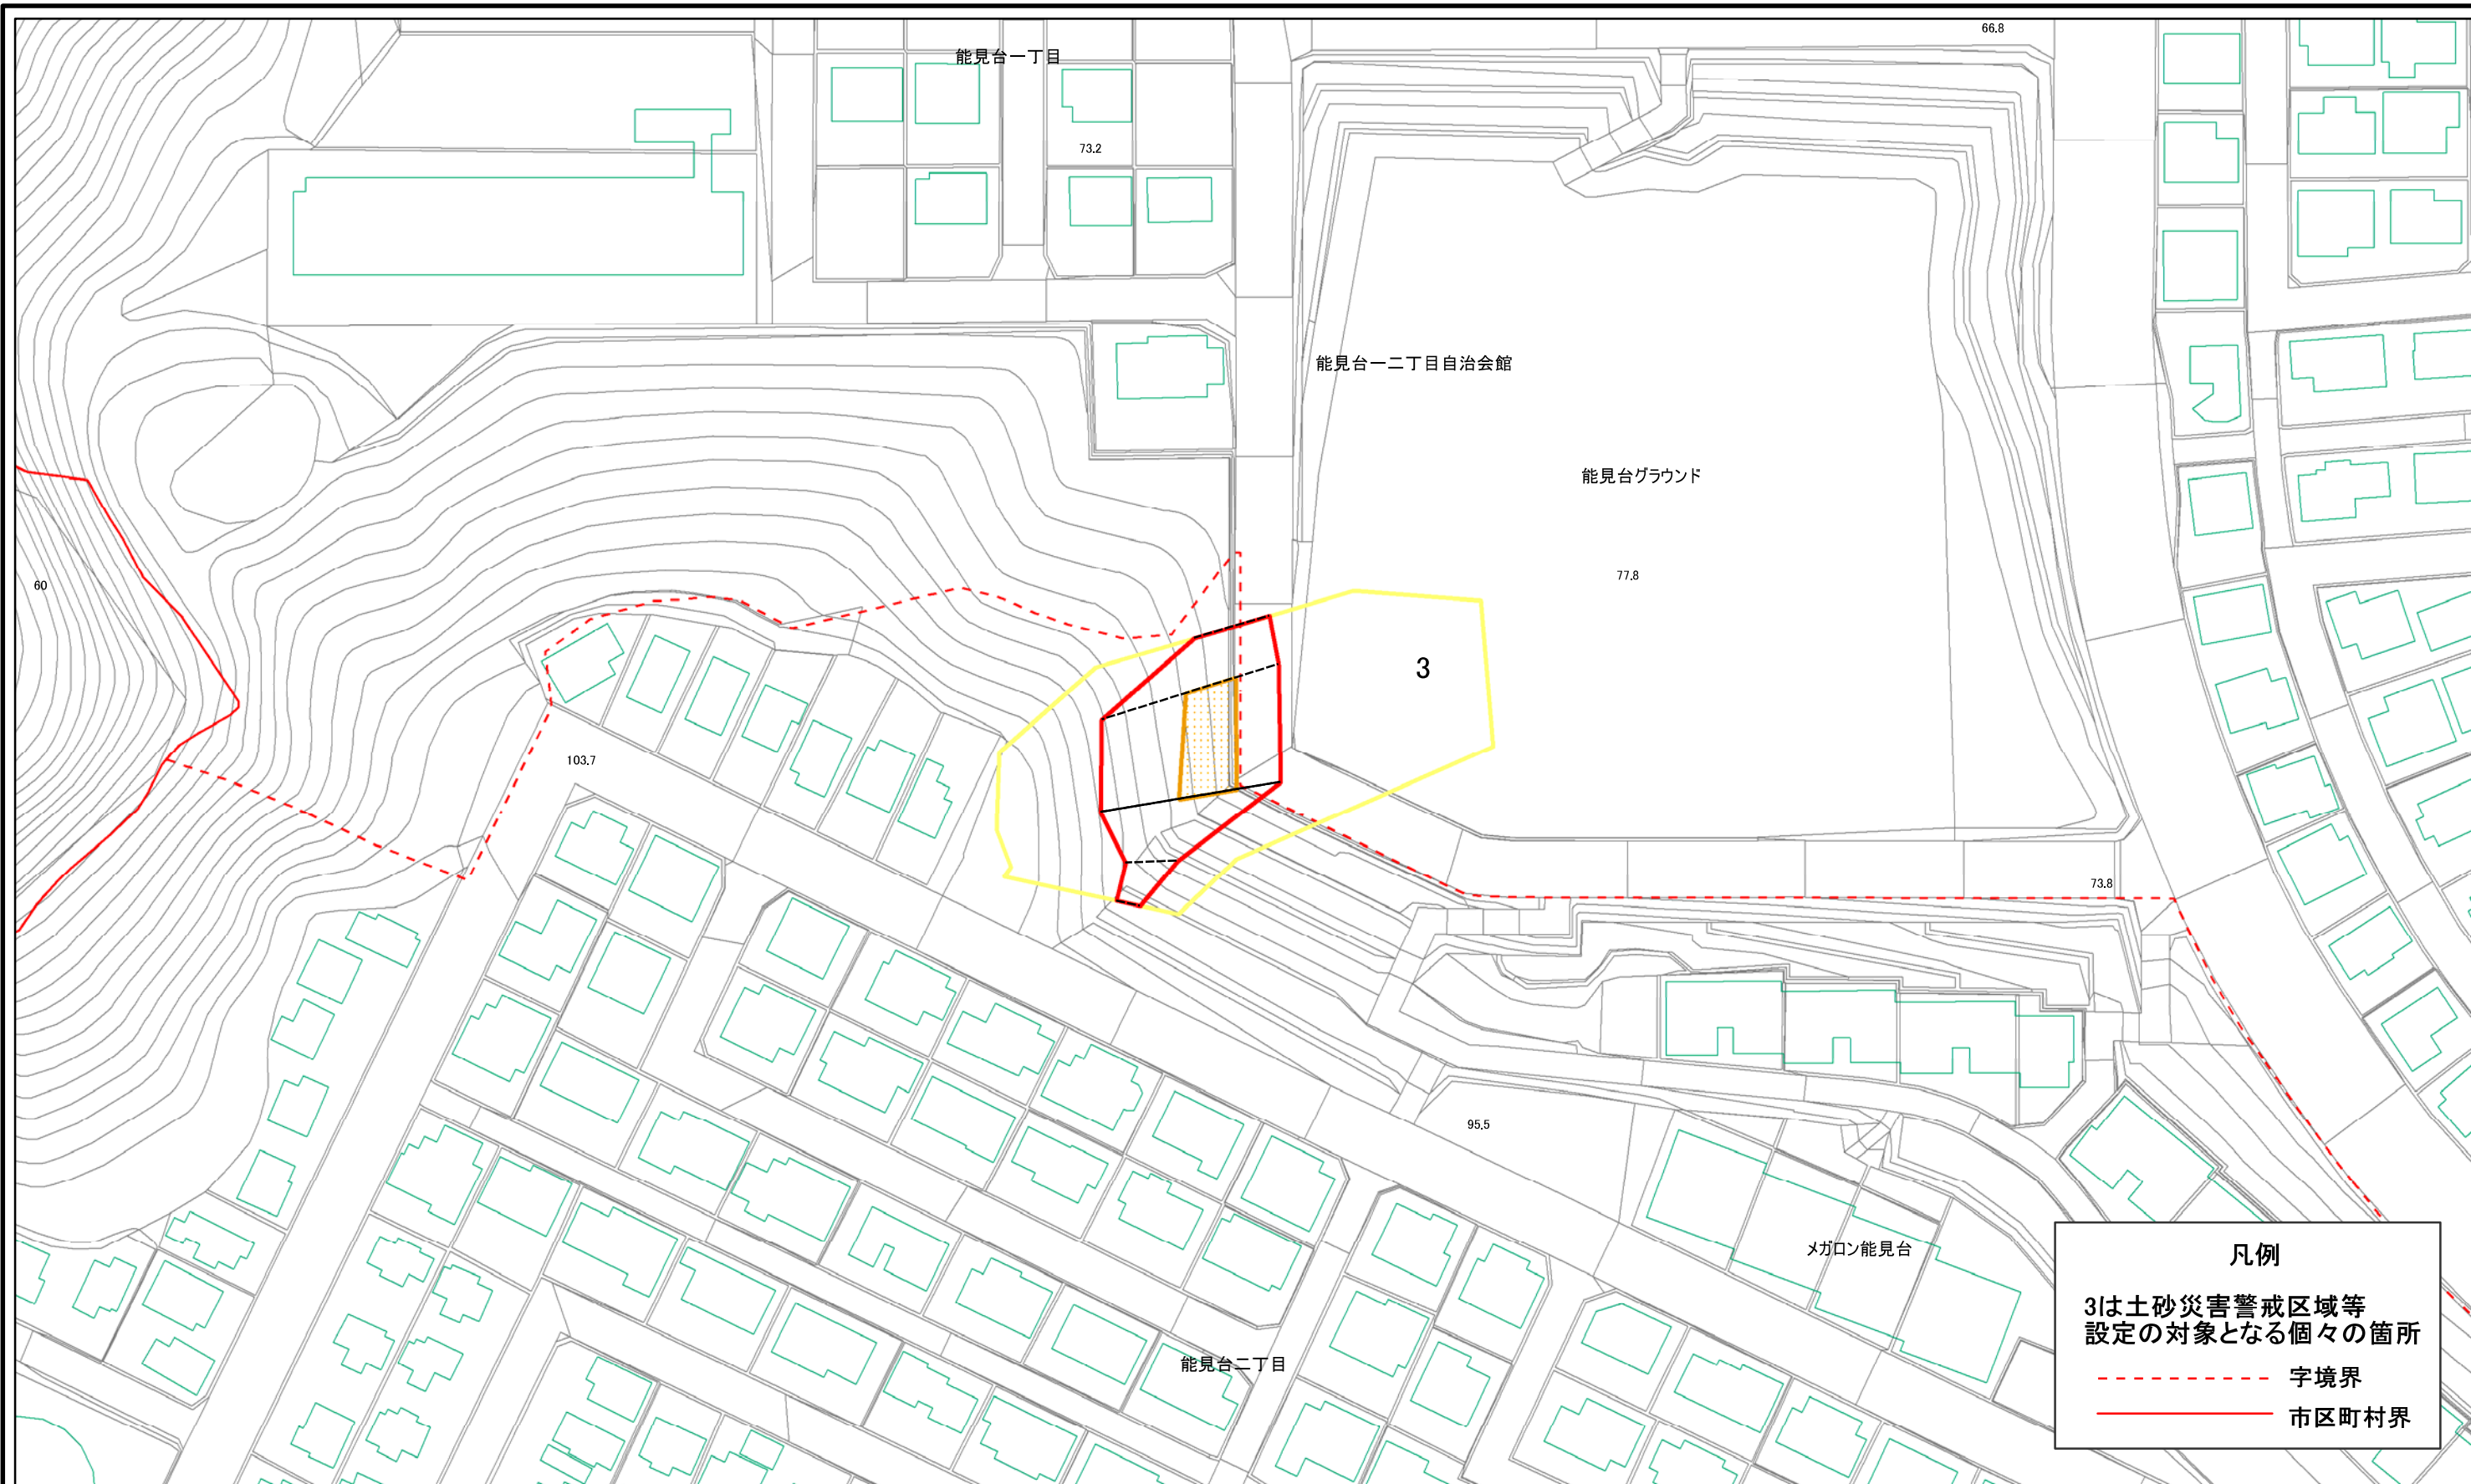 66.8
能見台一丁目
73.2
能見台一二丁目自治会館
能見台グラウンド
77.8
60
3
103.7
73.8
95.5
メガロン能見台
能見台二丁目
凡例
3は土砂災害警戒区域等
設定の対象となる個々の箇所
字境界
市区町村界